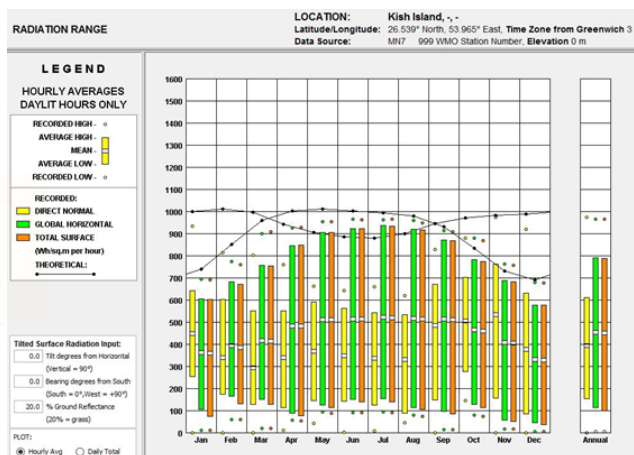 RADIATION RANGE
LOCATION: Kish Island, -, -
Latitude/Longitude: 26.539° North, 53.965° East, Time Zone from Greenwich 3
Data Source: MN7 999 WMO Station Number, Elevation 0 m
LEGEND
HOURLY AVERAGES
DAYLIT HOURS ONLY
RECORDED HIGH -
AVERAGE HIGH -
MEAN -
AVERAGE LOW -
RECORDED LOW -
RECORDED:
DIRECT NORMAL
GLOBAL HORIZONTAL
TOTAL SURFACE
(Wh/sq.m per hour)
THEORETICAL:
Tilted Surface Radiation Input:
0.0 Tilt degrees from Horizontal
(Vertical = 90°)
0.0 Bearing degrees from South
(South = 0°,West = +90°)
20.0 % Ground Reflectance
(20% = grass)
PLOT:
Hourly Avg Daily Total
1600
1500
1400
1300
1200
1100
1000
900
800
700
600
500
400
300
200
100
0
Jan Feb Mar Apr May Jun Jul Aug Sep Oct Nov Dec Annual